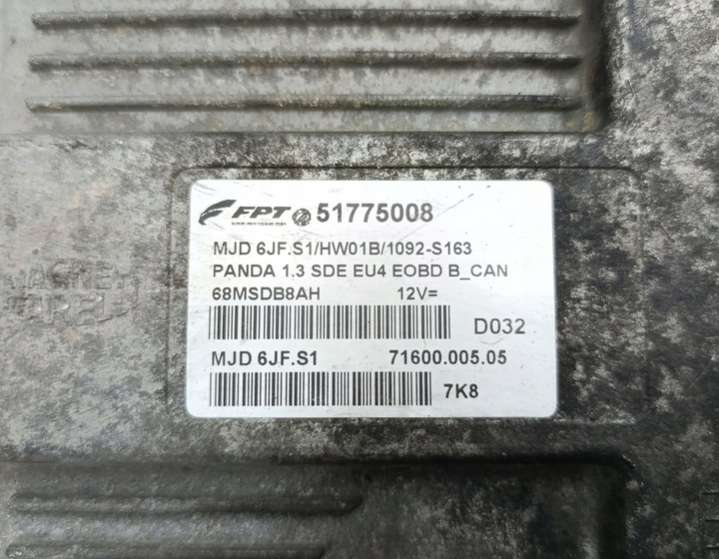 FPT 51775008
MJD 6JF.S1/HW01B/1092-S163
PANDA 1.3 SDE EU4 EOBD B_CAN
68MSDB8AH 12V=
D032
MJD 6JF.S1 71600.005.05
7K8